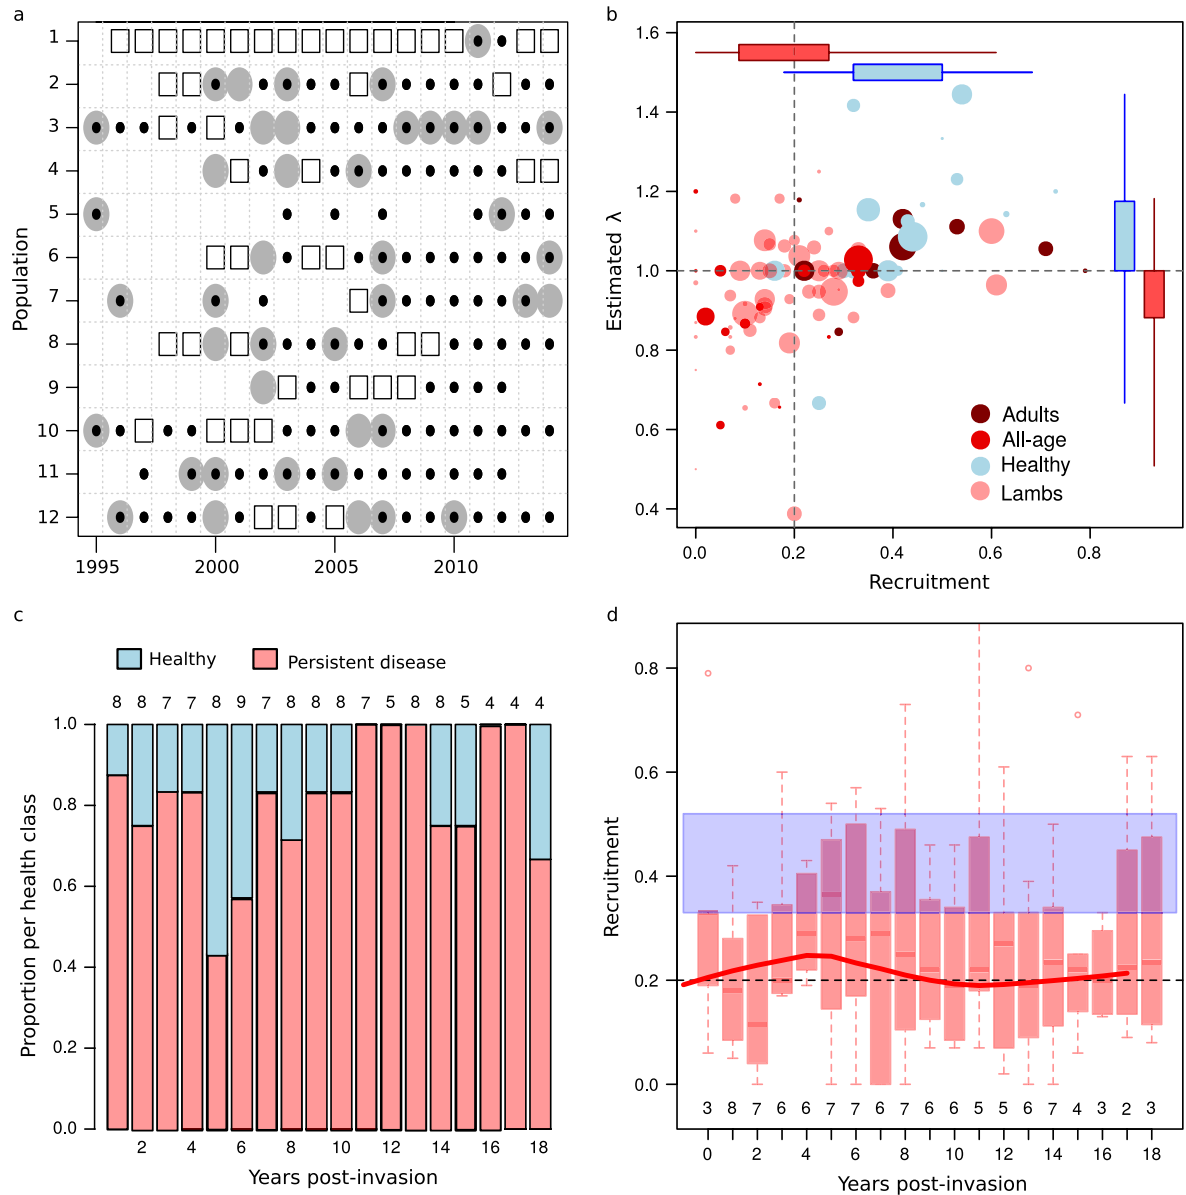 a
1
2
3
4
5
6
7
8
9
10
11
12
Population
1995 2000 2005 2010
b
1.6
1.4
1.2
1.0
0.8
0.6
0.4
Estimated λ
Adults
All-age
Healthy
Lambs
0.0 0.2 0.4 0.6 0.8
Recruitment
c
Healthy Persistent disease
8 8 7 7 8 9 7 8 8 8 7 5 8 8 5 4 4 4
1.0
0.8
0.6
0.4
0.2
0.0
Proportion per health class
2 4 6 8 10 12 14 16 18
Years post-invasion
d
0.8
0.6
0.4
0.2
0.0
Recruitment
3 8 7 6 6 7 7 6 7 6 6 5 5 6 7 4 3 2 3
0 2 4 6 8 10 12 14 16 18
Years post-invasion